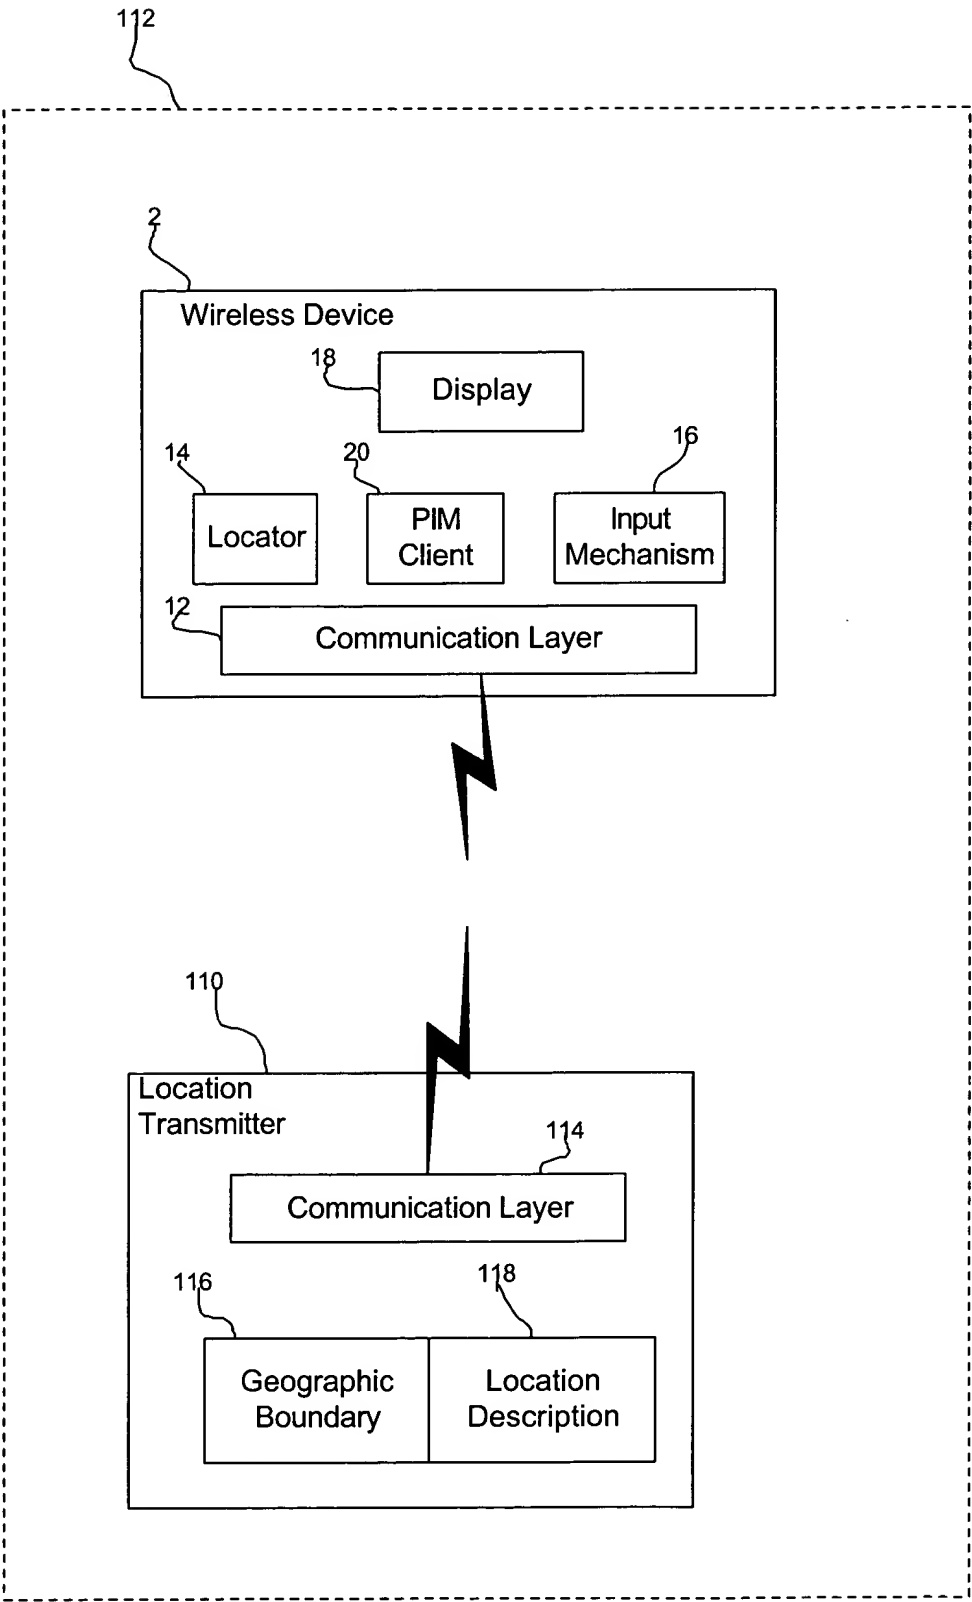 112
2
Wireless Device
18
Display
14
20
16
Locator
PIM
Client
Input
Mechanism
12
Communication Layer
110
Location
Transmitter
114
Communication Layer
116
118
Geographic
Boundary
Location
Description